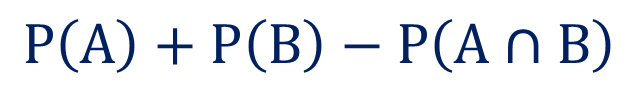 P(A) + P(B) − P(A ∩ B)